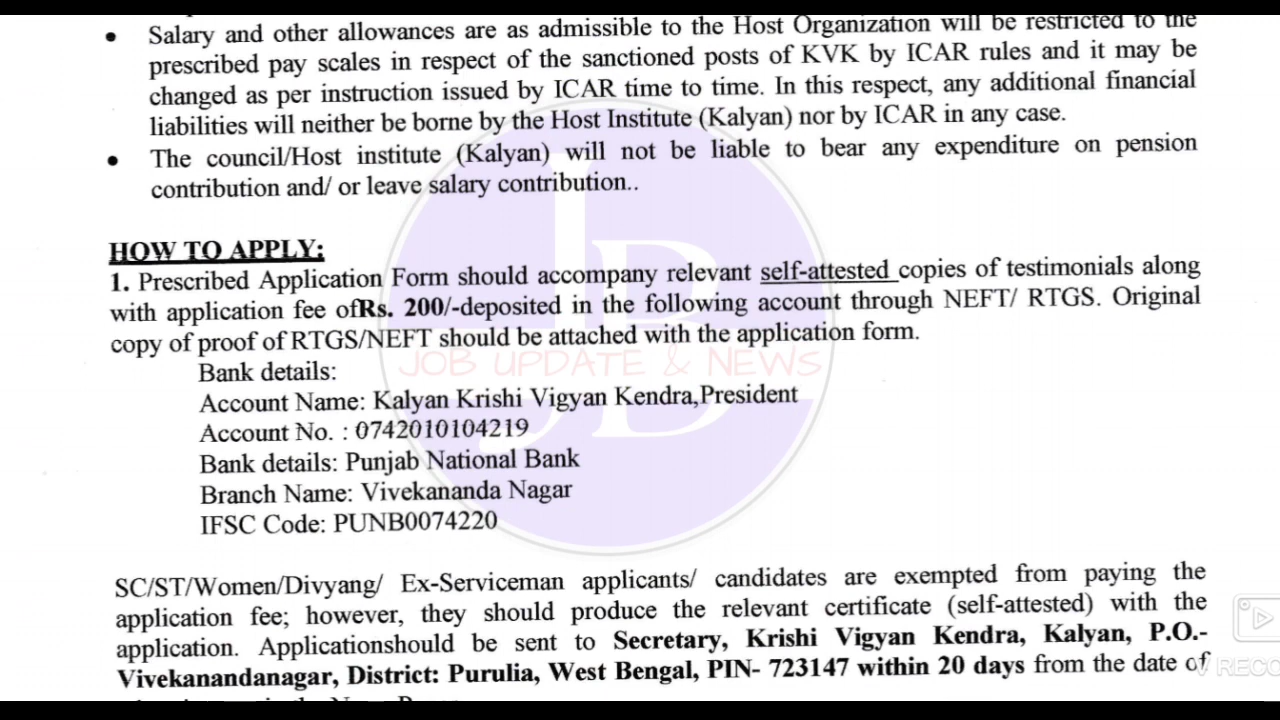 • Salary and other allowances are as admissible to the Host Organization will be restricted to the
prescribed pay scales in respect of the sanctioned posts of KVK by ICAR rules and it may be
changed as per instruction issued by ICAR time to time. In this respect, any additional financial
liabilities will neither be borne by the Host Institute (Kalyan) nor by ICAR in any case.
• The council/Host institute (Kalyan) will not be liable to bear any expenditure on pension
contribution and/ or leave salary contribution..
HOW TO APPLY:
1. Prescribed Application Form should accompany relevant self-attested copies of testimonials along
with application fee ofRs. 200/-deposited in the following account through NEFT/ RTGS. Original
copy of proof of RTGS/NEFT should be attached with the application form.
JOB UPDATE & NEWS
Bank details:
Account Name: Kalyan Krishi Vigyan Kendra,President
Account No. : 0742010104219
Bank details: Punjab National Bank
Branch Name: Vivekananda Nagar
IFSC Code: PUNB0074220
SC/ST/Women/Divyang/ Ex-Serviceman applicants/ candidates are exempted from paying the
application fee; however, they should produce the relevant certificate (self-attested) with the
application. Applicationshould be sent to Secretary, Krishi Vigyan Kendra, Kalyan, P.O.-
Vivekanandanagar, District: Purulia, West Bengal, PIN- 723147 within 20 days from the date of